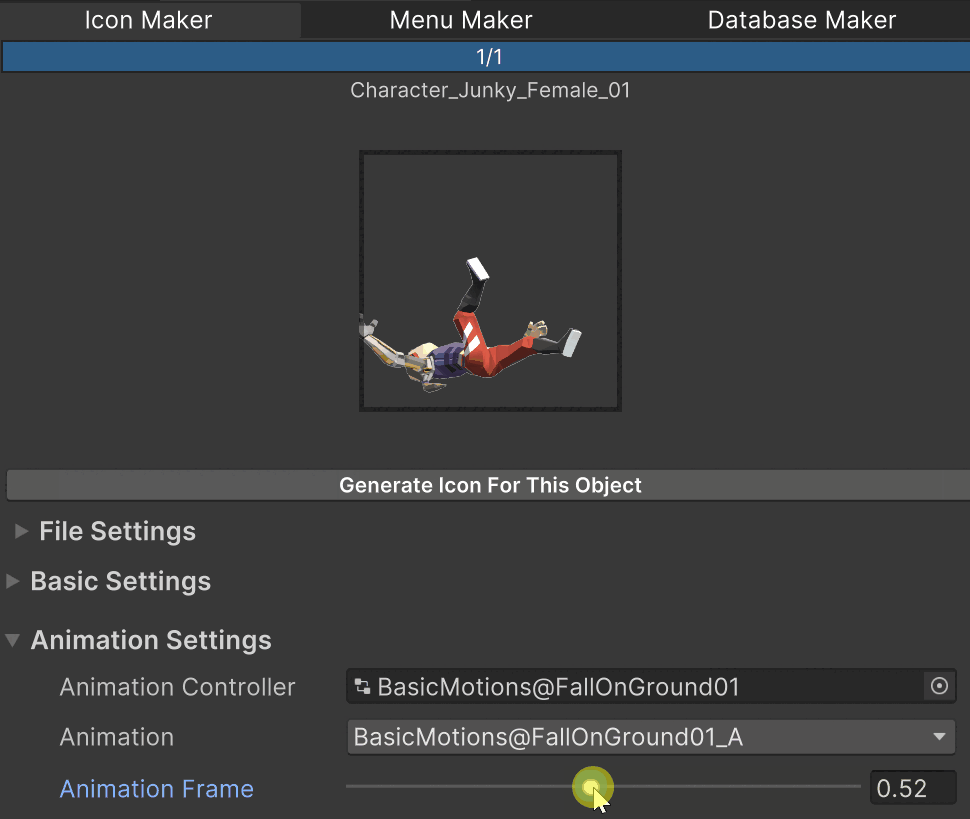 Icon Maker Menu Maker Database Maker
1/1
Character_Junky_Female_01
Generate Icon For This Object
File Settings
Basic Settings
Animation Settings
Animation Controller BasicMotions@FallOnGround01
Animation BasicMotions@FallOnGround01_A
Animation Frame 0.52